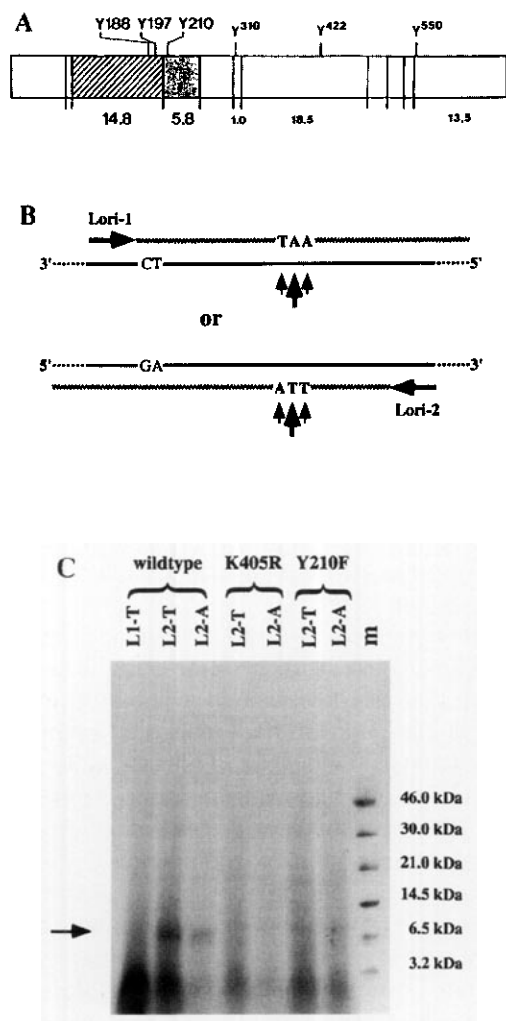 A
Y188 Y197 Y210 Y310 Y422 Y550
14.8 5.8 1.0 18.5 13.5
B
Lori-1
TAA
3' CT 5'
or
5' GA 3'
ATT
Lori-2
C
wildtype K405R Y210F
L1-T L2-T L2-A L2-T L2-A L2-T L2-A m
46.0 kDa
30.0 kDa
21.0 kDa
14.5 kDa
6.5 kDa
3.2 kDa